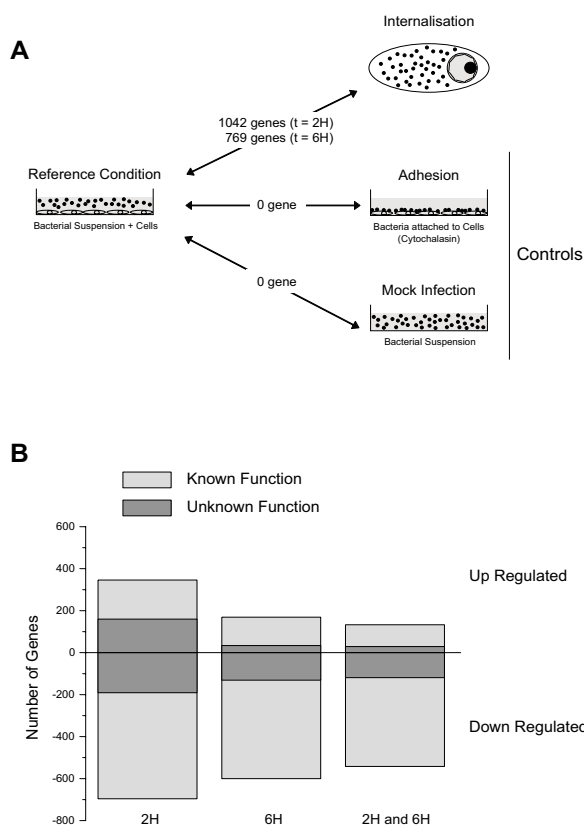 A
Internalisation
1042 genes (t = 2H)
769 genes (t = 6H)
Reference Condition
Bacterial Suspension + Cells
0 gene
Adhesion
Bacteria attached to Cells
(Cytochalasin)
Controls
0 gene
Mock Infection
Bacterial Suspension
B
Known Function
Unknown Function
Number of Genes
600
400
200
0
-200
-400
-600
-800
Up Regulated
Down Regulated
2H
6H
2H and 6H